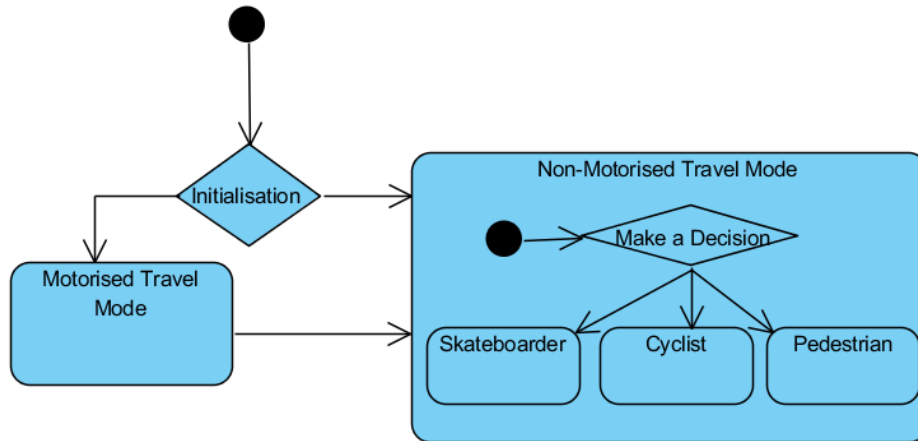 Initialisation
Non-Motorised Travel Mode
Make a Decision
Motorised Travel
Mode
Skateboarder
Cyclist
Pedestrian